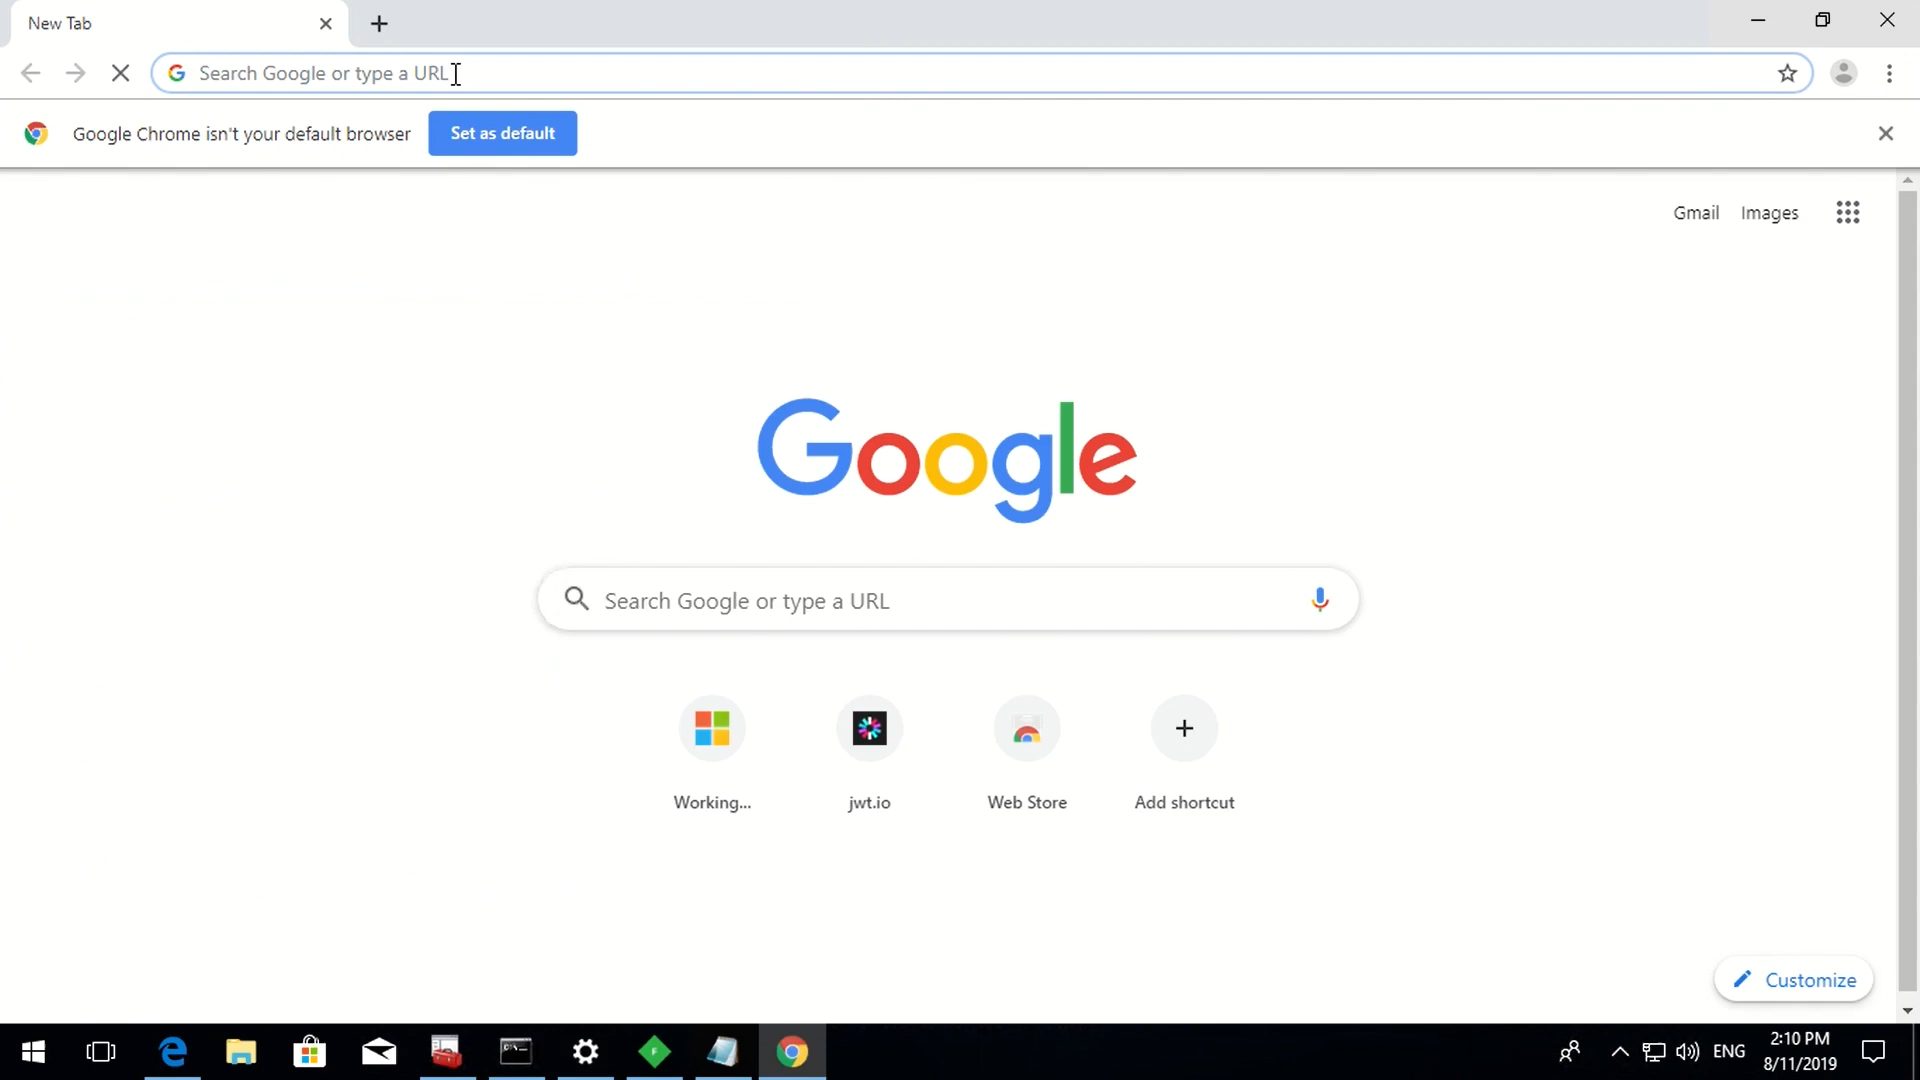 New Tab
Search Google or type a URL
Google Chrome isn't your default browser
Set as default
Gmail Images
Google
Search Google or type a URL
Working...
jwt.io
Web Store
Add shortcut
Customize
ENG
2:10 PM
8/11/2019